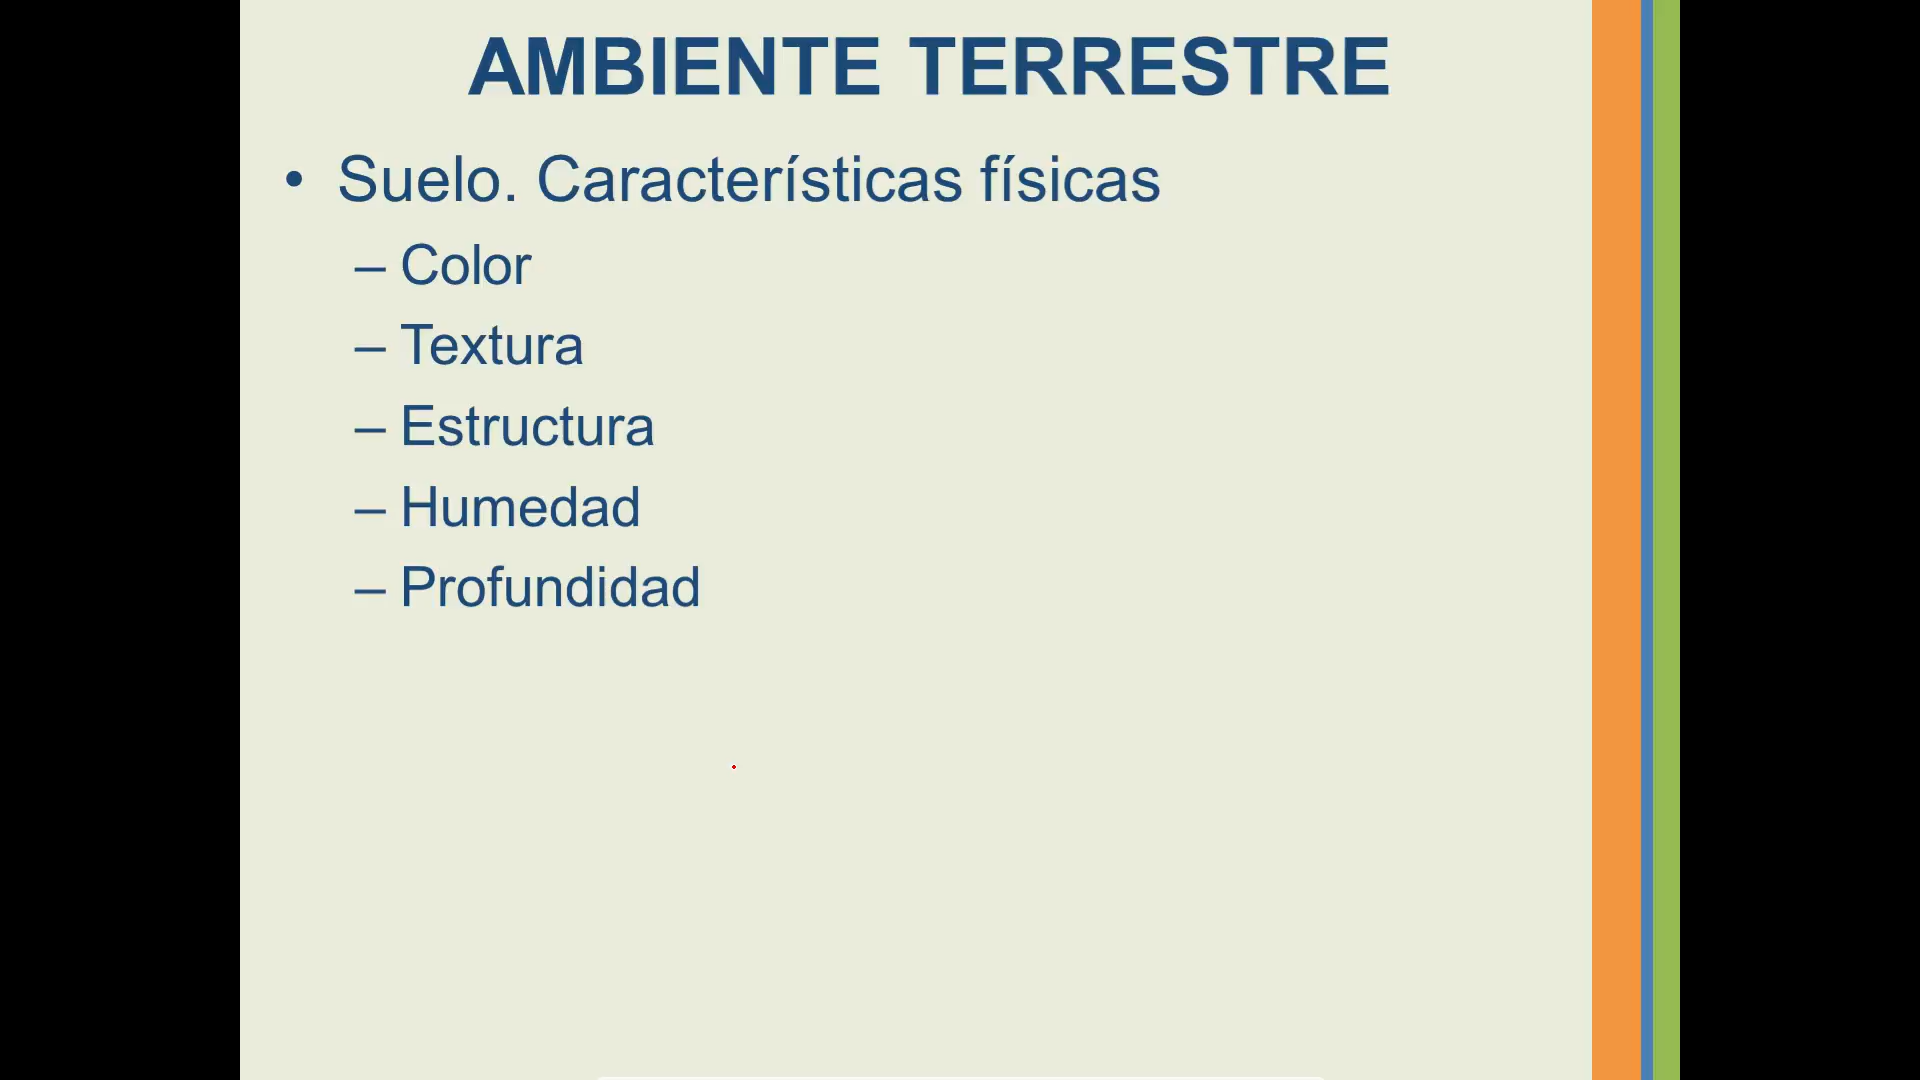 AMBIENTE TERRESTRE
• Suelo. Características físicas
– Color
– Textura
– Estructura
– Humedad
– Profundidad